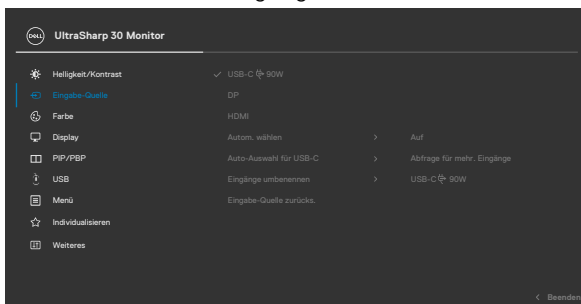 DELL UltraSharp 30 Monitor
Helligkeit/Kontrast ✓ USB-C 90W
Eingabe-Quelle DP
Farbe HDMI
Display Autom. wählen > Auf
PIP/PBP Auto-Auswahl für USB-C > Abfrage für mehr. Eingänge
USB Eingänge umbenennen > USB-C 90W
Menü Eingabe-Quelle zurücks.
Individualisieren
Weiteres
< Beenden